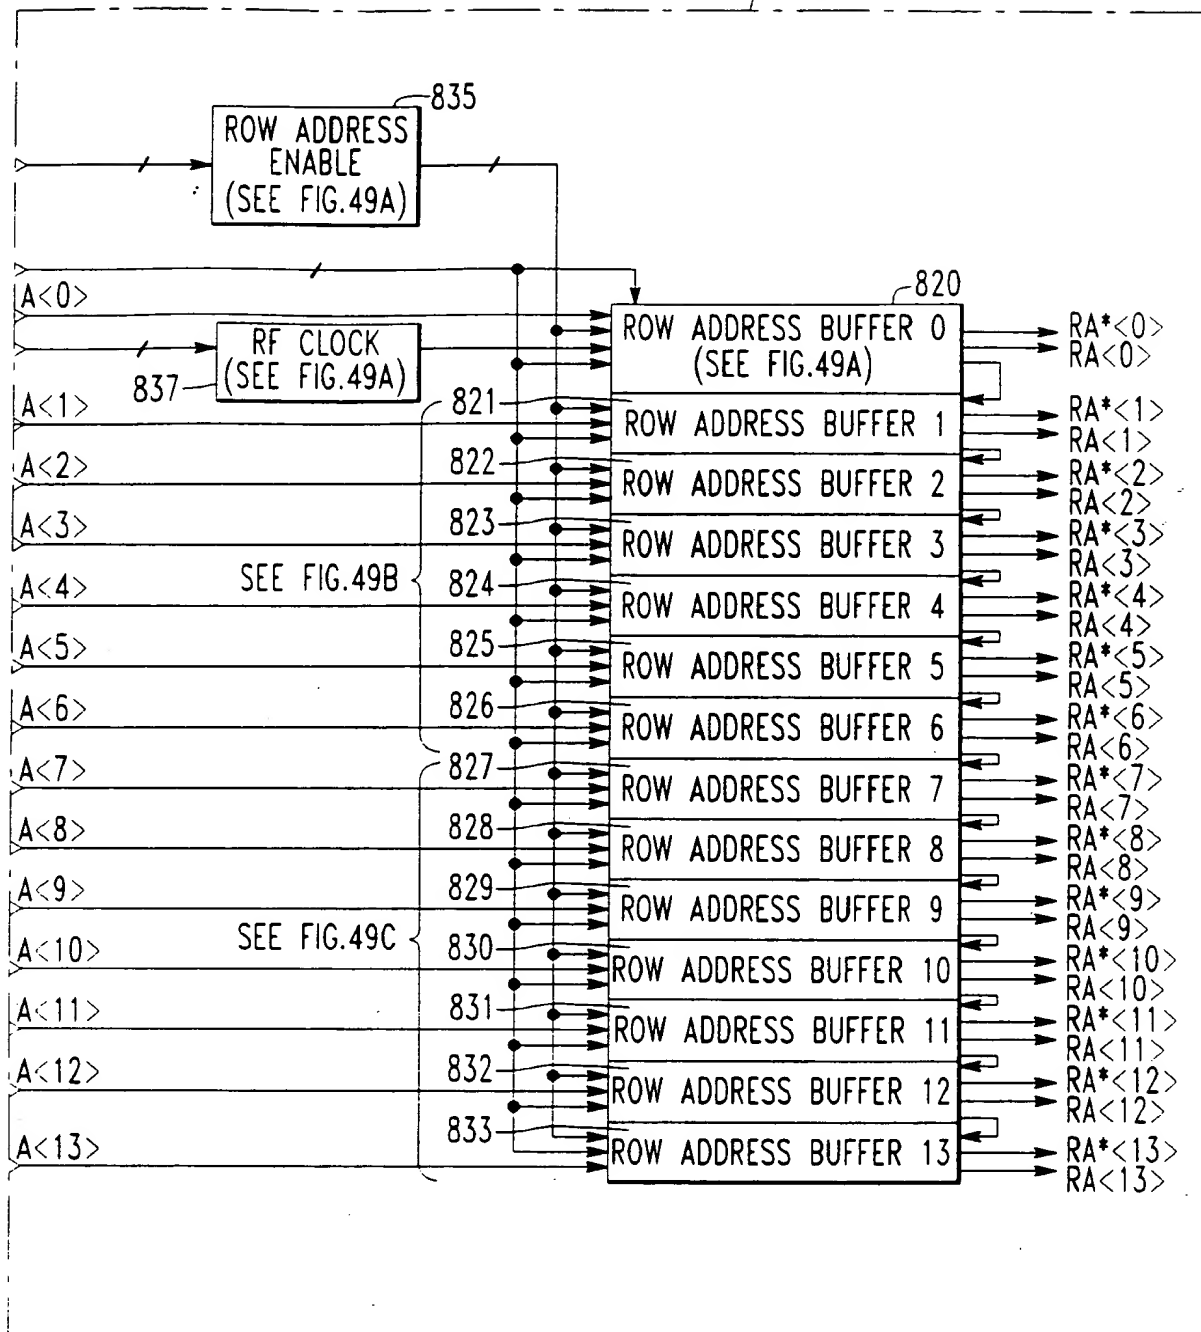 835
ROW ADDRESS
ENABLE
(SEE FIG.49A)
A<0>
820
ROW ADDRESS BUFFER 0
(SEE FIG.49A)
RA*<0>
RA<0>
RF CLOCK
(SEE FIG.49A)
837
A<1>
821
ROW ADDRESS BUFFER 1
RA*<1>
RA<1>
A<2>
822
ROW ADDRESS BUFFER 2
RA*<2>
RA<2>
A<3>
823
ROW ADDRESS BUFFER 3
RA*<3>
RA<3>
SEE FIG.49B
A<4>
824
ROW ADDRESS BUFFER 4
RA*<4>
RA<4>
A<5>
825
ROW ADDRESS BUFFER 5
RA*<5>
RA<5>
A<6>
826
ROW ADDRESS BUFFER 6
RA*<6>
RA<6>
A<7>
827
ROW ADDRESS BUFFER 7
RA*<7>
RA<7>
A<8>
828
ROW ADDRESS BUFFER 8
RA*<8>
RA<8>
A<9>
829
ROW ADDRESS BUFFER 9
RA*<9>
RA<9>
SEE FIG.49C
A<10>
830
ROW ADDRESS BUFFER 10
RA*<10>
RA<10>
A<11>
831
ROW ADDRESS BUFFER 11
RA*<11>
RA<11>
A<12>
832
ROW ADDRESS BUFFER 12
RA*<12>
RA<12>
A<13>
833
ROW ADDRESS BUFFER 13
RA*<13>
RA<13>